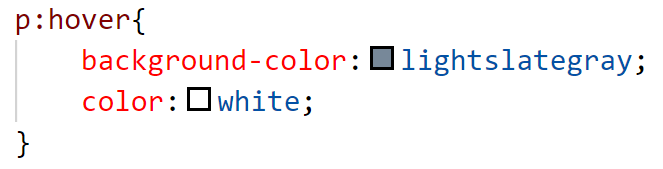 p:hover{
    background-color:lightslategray;
    color:white;
}